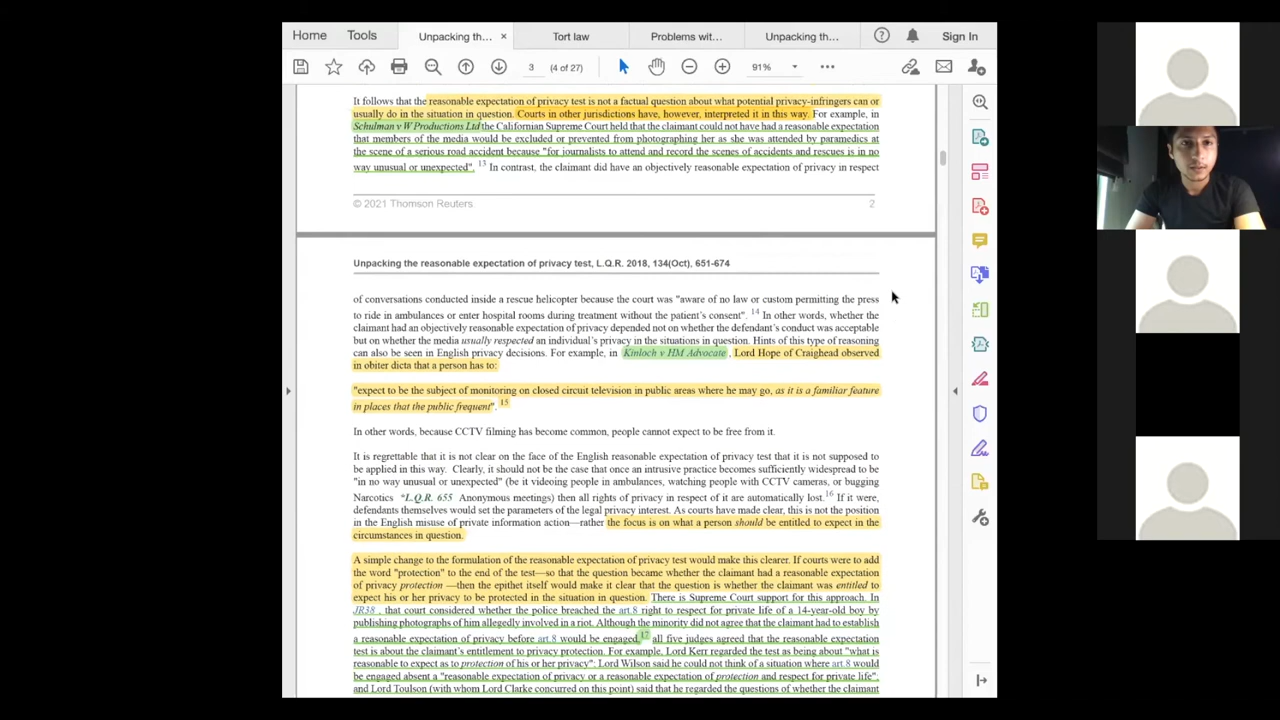 Home Tools Unpacking th... × Tort law Problems wit... Unpacking th... Sign In
3 (4 of 27) 91%
It follows that the reasonable expectation of privacy test is not a factual question about what potential privacy-infringers can or
usually do in the situation in question. Courts in other jurisdictions have, however, interpreted it in this way. For example, in
Schulman v W Productions Ltd the Californian Supreme Court held that the claimant could not have had a reasonable expectation
that members of the media would be excluded or prevented from photographing her as she was attended by paramedics at
the scene of a serious road accident because "for journalists to attend and record the scenes of accidents and rescues is in no
way unusual or unexpected". 13 In contrast, the claimant did have an objectively reasonable expectation of privacy in respect
© 2021 Thomson Reuters. 2
Unpacking the reasonable expectation of privacy test, L.Q.R. 2018, 134(Oct), 651-674
of conversations conducted inside a rescue helicopter because the court was "aware of no law or custom permitting the press
to ride in ambulances or enter hospital rooms during treatment without the patient's consent". 14 In other words, whether the
claimant had an objectively reasonable expectation of privacy depended not on whether the defendant's conduct was acceptable
but on whether the media usually respected an individual's privacy in the situations in question. Hints of this type of reasoning
can also be seen in English privacy decisions. For example, in Kinloch v HM Advocate , Lord Hope of Craighead observed
in obiter dicta that a person has to:
"expect to be the subject of monitoring on closed circuit television in public areas where he may go, as it is a familiar feature
in places that the public frequent". 15
In other words, because CCTV filming has become common, people cannot expect to be free from it.
It is regrettable that it is not clear on the face of the English reasonable expectation of privacy test that it is not supposed to
be applied in this way. Clearly, it should not be the case that once an intrusive practice becomes sufficiently widespread to be
"in no way unusual or unexpected" (be it videoing people in ambulances, watching people with CCTV cameras, or bugging
Narcotics *L.Q.R. 655 Anonymous meetings) then all rights of privacy in respect of it are automatically lost. 16 If it were,
defendants themselves would set the parameters of the legal privacy interest. As courts have made clear, this is not the position
in the English misuse of private information action—rather the focus is on what a person should be entitled to expect in the
circumstances in question.
A simple change to the formulation of the reasonable expectation of privacy test would make this clearer. If courts were to add
the word "protection" to the end of the test—so that the question became whether the claimant had a reasonable expectation
of privacy protection —then the epithet itself would make it clear that the question is whether the claimant was entitled to
expect his or her privacy to be protected in the situation in question. There is Supreme Court support for this approach. In
JR38 , that court considered whether the police breached the art.8 right to respect for private life of a 14-year-old boy by
publishing photographs of him allegedly involved in a riot. Although the minority did not agree that the claimant had to establish
a reasonable expectation of privacy before art.8 would be engaged, 17 all five judges agreed that the reasonable expectation
test is about the claimant's entitlement to privacy protection. For example, Lord Kerr regarded the test as being about "what is
reasonable to expect as to protection of his or her privacy"; Lord Wilson said he could not think of a situation where art.8 would
be engaged absent a "reasonable expectation of privacy or a reasonable expectation of protection and respect for private life",
and Lord Toulson (with whom Lord Clarke concurred on this point) said that he regarded the questions of whether the claimant